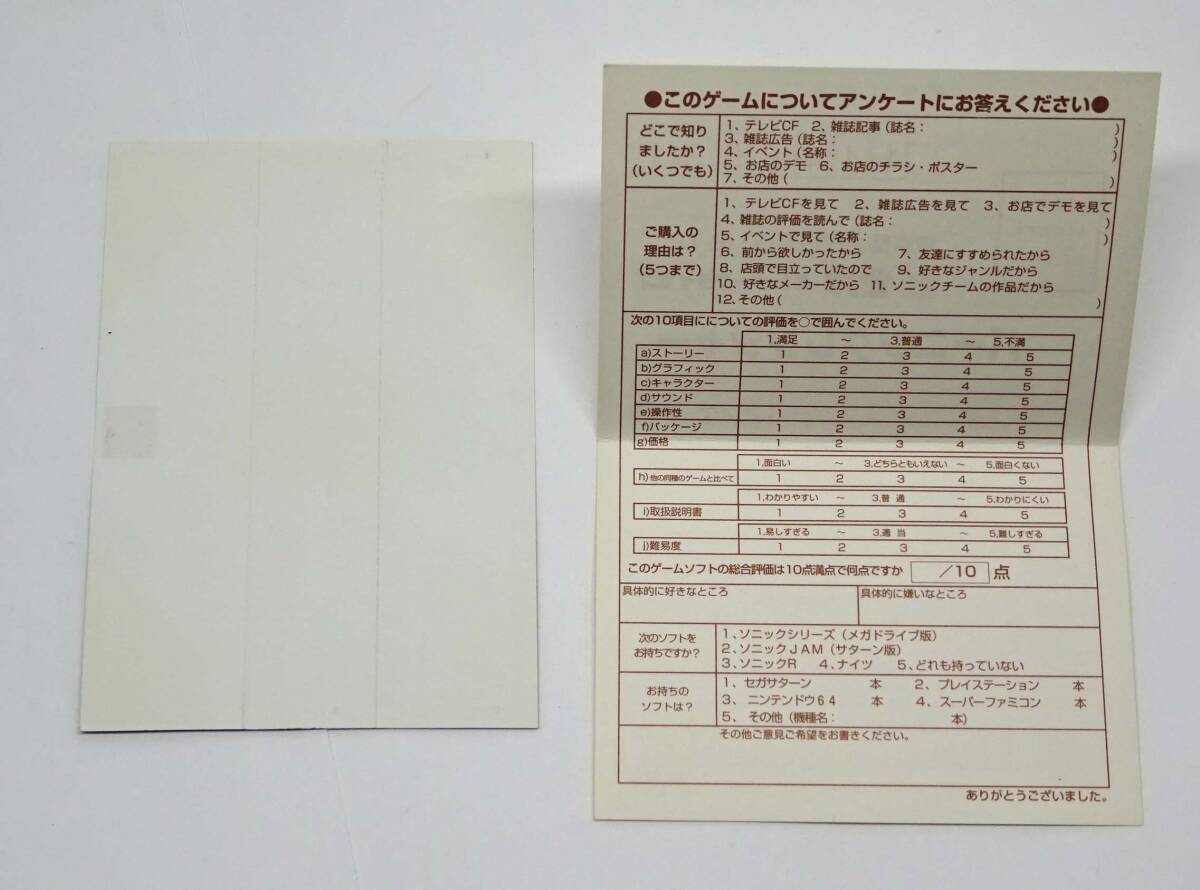 ●このゲームについてアンケートにお答えください●
どこで知り
ましたか？
(いくつでも)
1、テレビCF 2、雑誌記事 (誌名： )
3、雑誌広告 (誌名： )
4、イベント (名称： )
5、お店のデモ 6、お店のチラシ・ポスター
7、その他 ( )
ご購入の
理由は？
(5つまで)
1、テレビCFを見て 2、雑誌広告を見て 3、お店でデモを見て
4、雑誌の評価を読んで (誌名： )
5、イベントで見て (名称： )
6、前から欲しかったから 7、友達にすすめられたから
8、店頭で目立っていたので 9、好きなジャンルだから
10、好きなメーカーだから 11、ソニックチームの作品だから
12、その他 ( )
次の10項目にについての評価を○で囲んでください。
1,満足 ～ 3,普通 ～ 5,不満
a)ストーリー 1 2 3 4 5
b)グラフィック 1 2 3 4 5
c)キャラクター 1 2 3 4 5
d)サウンド 1 2 3 4 5
e)操作性 1 2 3 4 5
f)パッケージ 1 2 3 4 5
g)価格 1 2 3 4 5
1,面白い ～ 3,どちらともいえない ～ 5,面白くない
h)他の同種のゲームと比べて 1 2 3 4 5
1,わかりやすい ～ 3,普 通 ～ 5,わかりにくい
i)取扱説明書 1 2 3 4 5
1,易しすぎる ～ 3,適 当 ～ 5,難しすぎる
j)難易度 1 2 3 4 5
このゲームソフトの総合評価は10点満点で何点ですか /10 点
具体的に好きなところ 具体的に嫌いなところ
次のソフトを
お持ちですか？
1、ソニックシリーズ (メガドライブ版)
2、ソニックJAM (サターン版)
3、ソニックR 4、ナイツ 5、どれも持っていない
お持ちの
ソフトは？
1、セガサターン 本 2、プレイステーション 本
3、ニンテンドウ64 本 4、スーパーファミコン 本
5、その他 (機種名： 本)
その他ご意見ご希望をお書きください。
ありがとうございました。